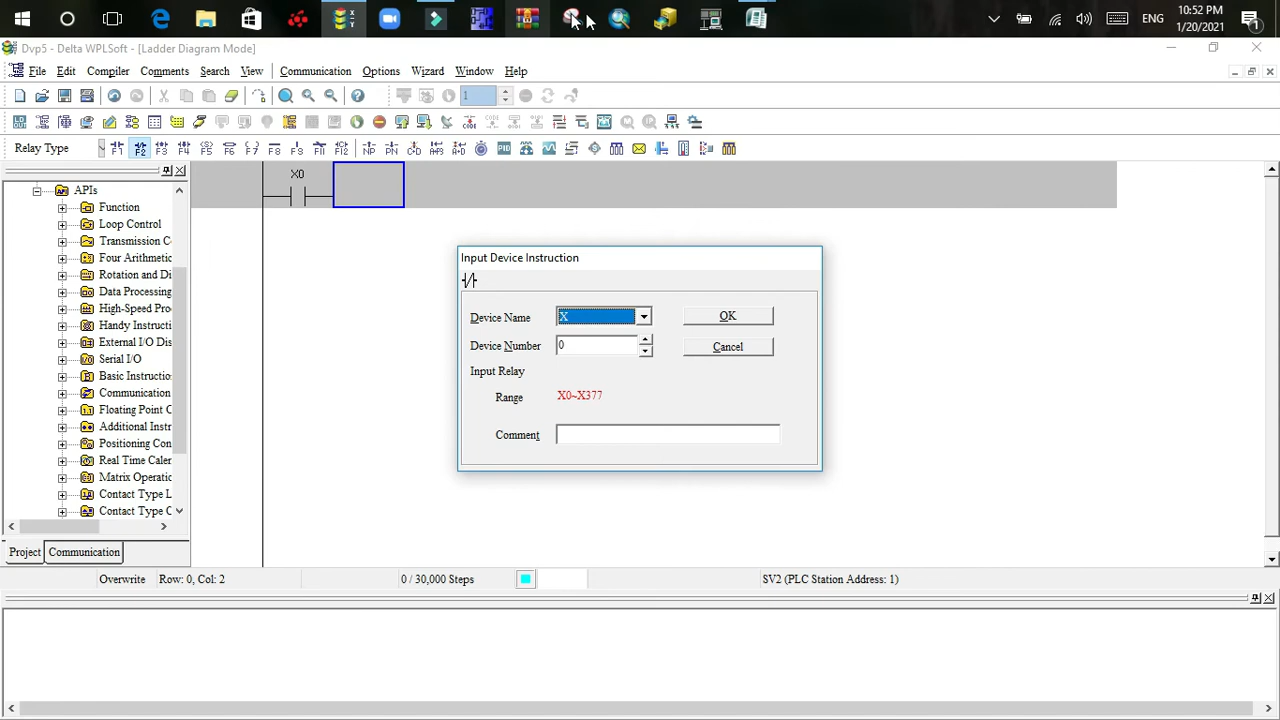 ENG
10:52 PM
1/20/2021
1
Dvp5 - Delta WPLSoft - [Ladder Diagram Mode]
File Edit Compiler Comments Search View Communication Options Wizard Window Help
1
Relay Type
APIs
Function
Loop Control
Transmission C
Four Arithmetic
Rotation and Di
Data Processing
High-Speed Pro
Handy Instructi
External I/O Di
Serial I/O
Basic Instructio
Communication
Floating Point C
Additional Instr
Positioning Con
Real Time Caler
Matrix Operatio
Contact Type L
Contact Type C
Project Communication
X0
Input Device Instruction
Device Name X OK
Device Number 0 Cancel
Input Relay
Range X0~X377
Comment
Overwrite Row: 0, Col: 2 0 / 30,000 Steps SV2 (PLC Station Address: 1)